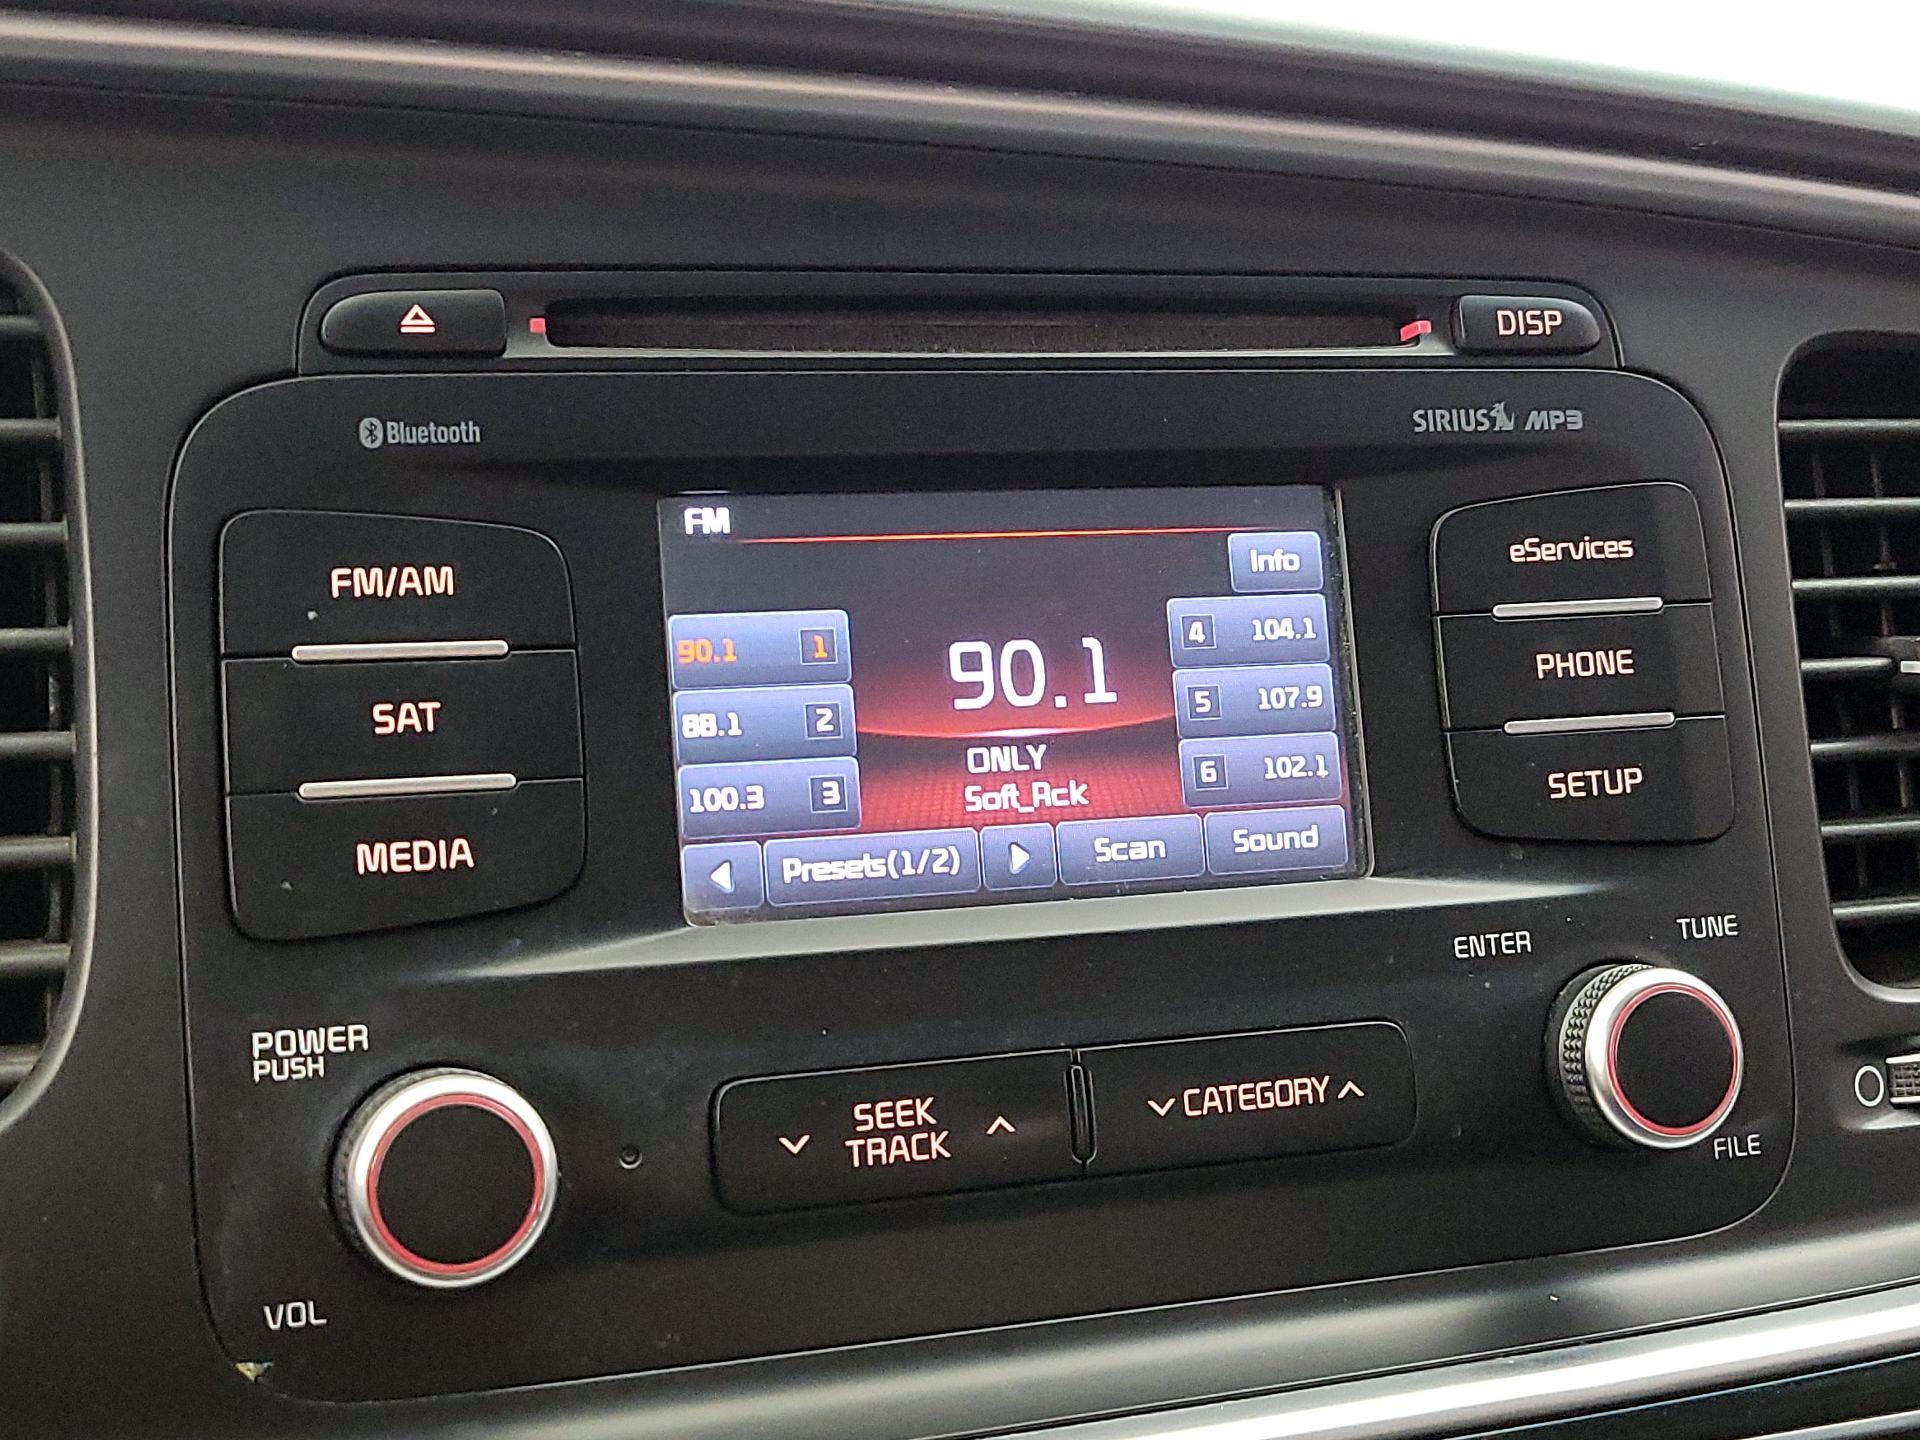 DISP
Bluetooth
SIRIUS MP3
FM
Info
FM/AM
SAT
MEDIA
90.1 1
88.1 2
100.3 3
90.1
ONLY
Soft_Rck
4 104.1
5 107.9
6 102.1
Presets(1/2)
Scan
Sound
eServices
PHONE
SETUP
ENTER
TUNE
FILE
POWER
PUSH
VOL
SEEK
TRACK
CATEGORY